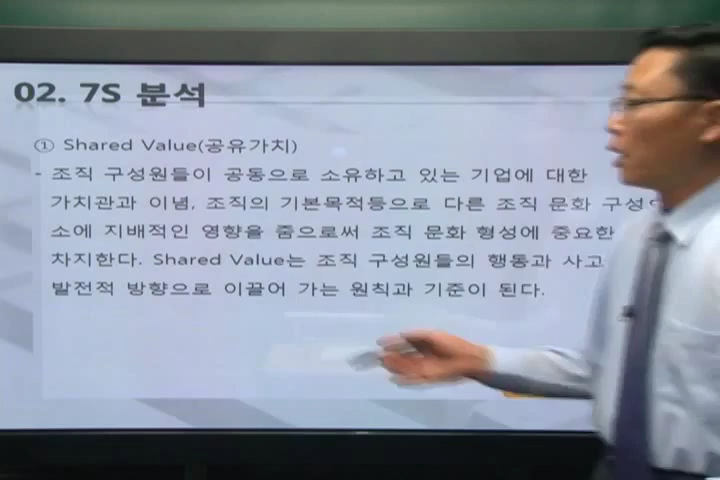 02. 7S 분석
① Shared Value(공유가치)
- 조직 구성원들이 공동으로 소유하고 있는 기업에 대한
가치관과 이념, 조직의 기본목적등으로 다른 조직 문화
소에 지배적인 영향을 줌으로써 조직 문화 형성에 중요한
차지한다. Shared Value는 조직 구성원들의 행동과 사고
발전적 방향으로 이끌어 가는 원칙과 기준이 된다.